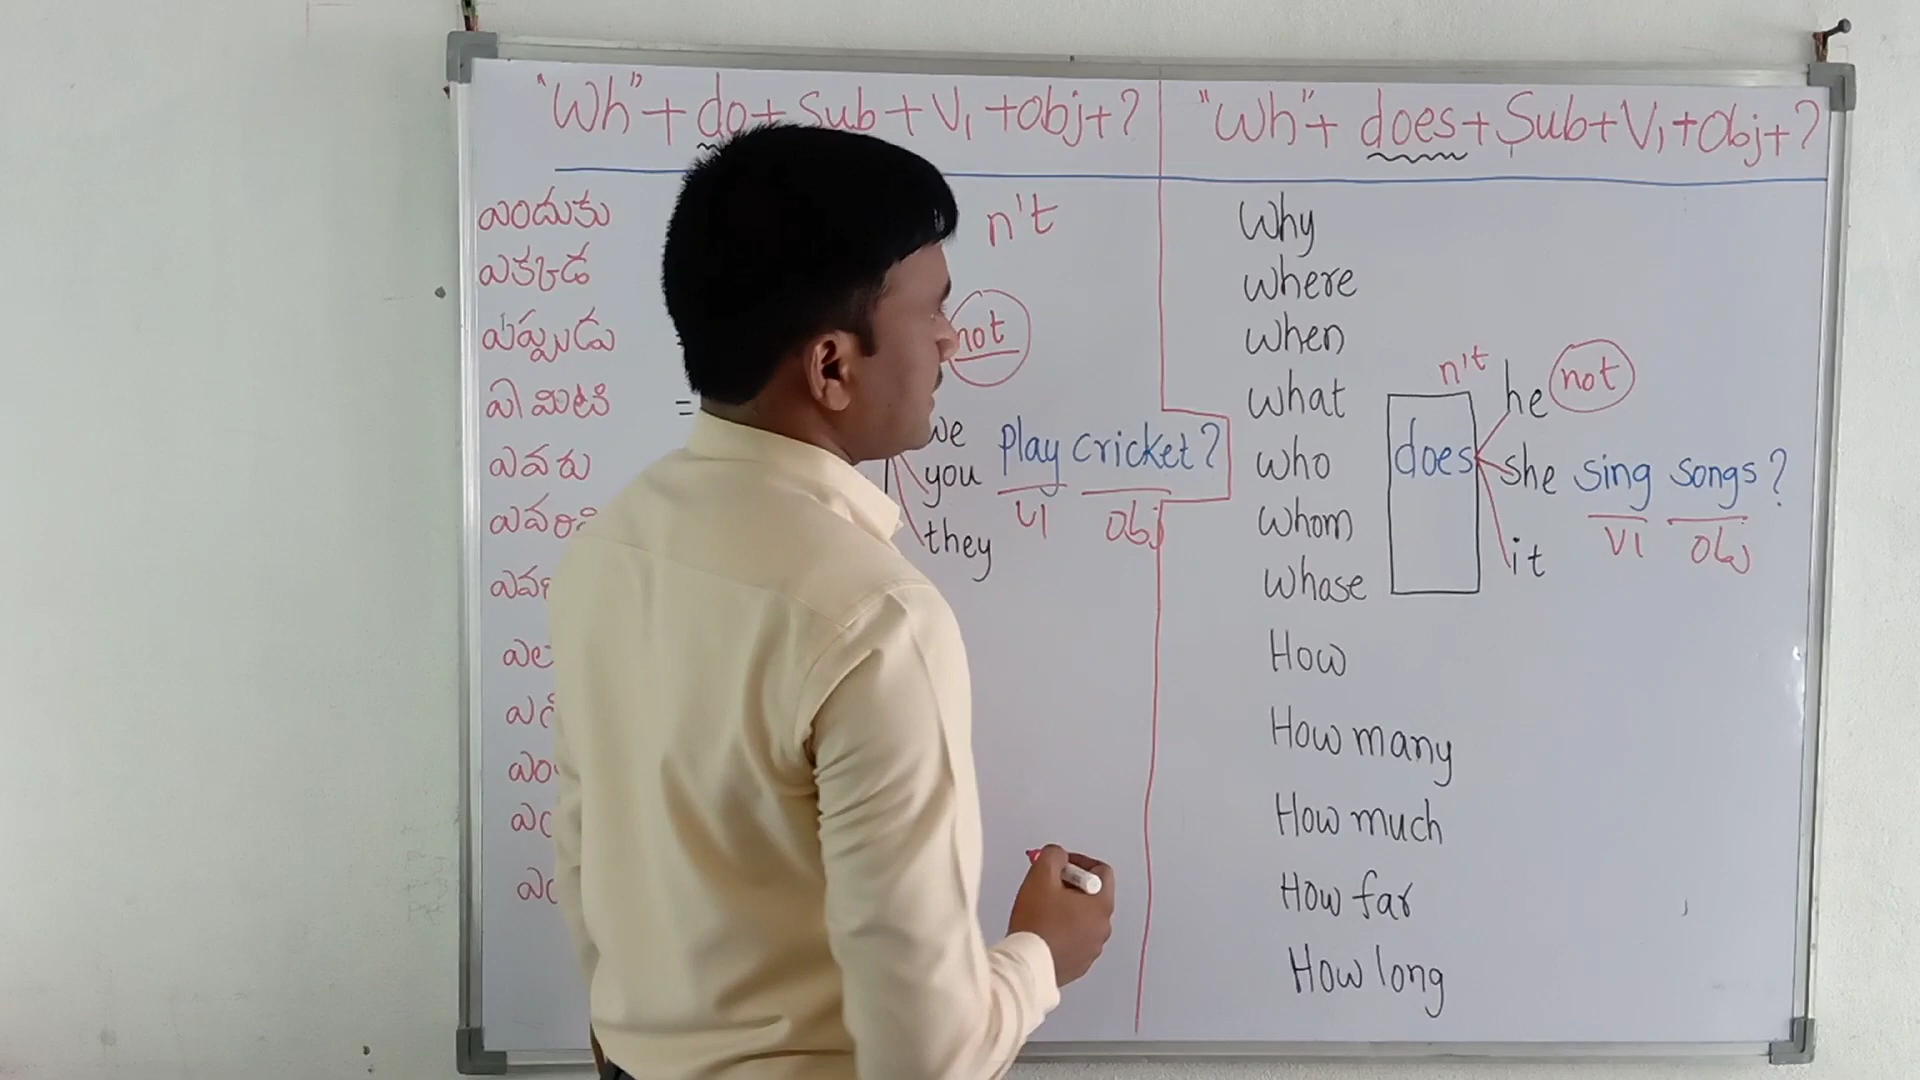 "Wh" + do + Sub + V1 + Obj + ?
ఎందుకు
ఎక్కడ
ఎప్పుడు
ఏమిటి =
ఎవరు
n't
not
we
you
they
play cricket?
V1 Obj
"Wh" + does + Sub + V1 + Obj + ?
Why
where
when
what
who
whom
whose
How
How many
How much
How far
How long
n't
not
does
he
she
it
sing songs?
V1 Obj